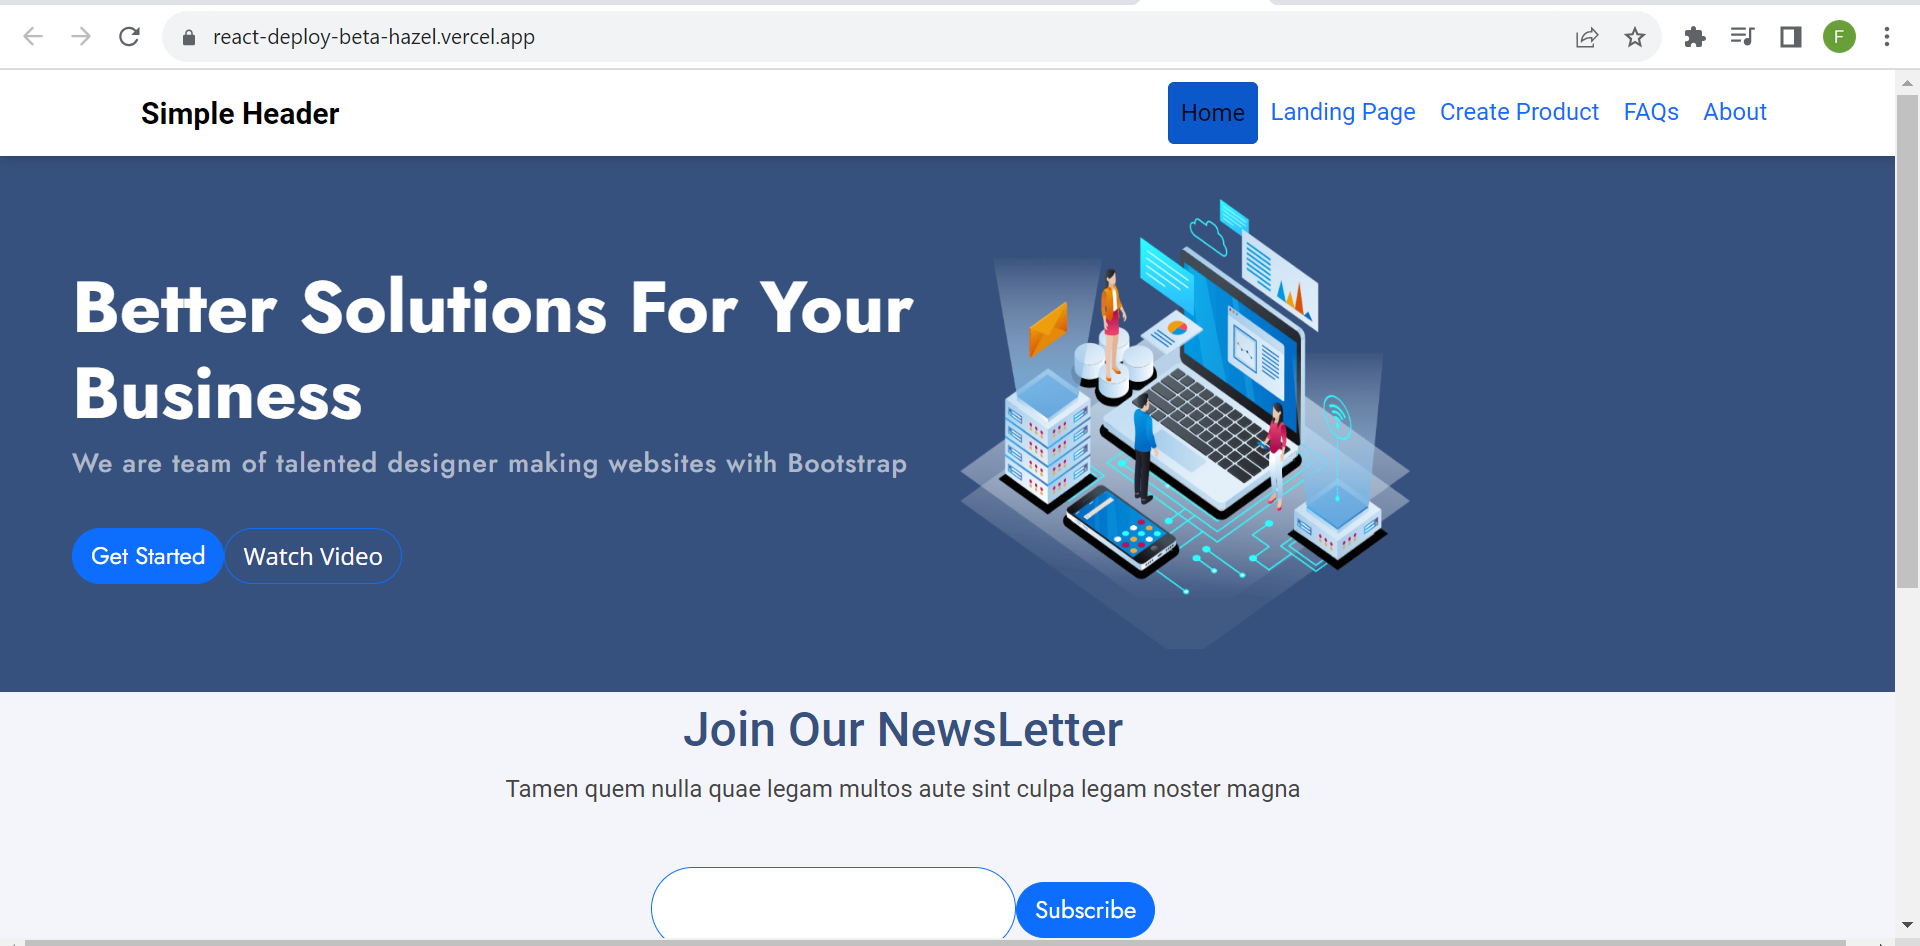 react-deploy-beta-hazel.vercel.app
F
Simple Header
Home Landing Page Create Product FAQs About
Better Solutions For Your
Business
We are team of talented designer making websites with Bootstrap
Get Started Watch Video
Join Our NewsLetter
Tamen quem nulla quae legam multos aute sint culpa legam noster magna
Subscribe